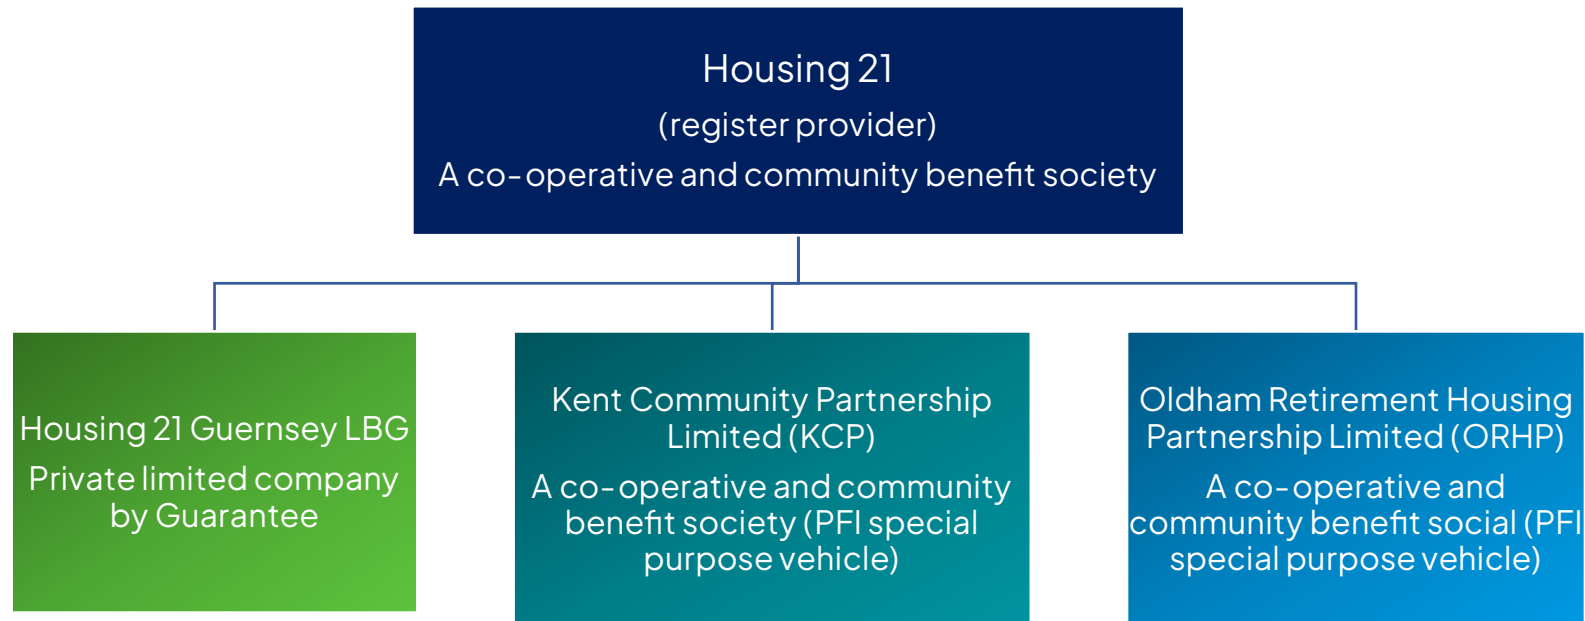 Housing 21
(register provider)
A co-operative and community benefit society
Housing 21 Guernsey LBG
Private limited company
by Guarantee
Kent Community Partnership
Limited (KCP)
A co-operative and community
benefit society (PFI special
purpose vehicle)
Oldham Retirement Housing
Partnership Limited (ORHP)
A co-operative and
community benefit social (PFI
special purpose vehicle)